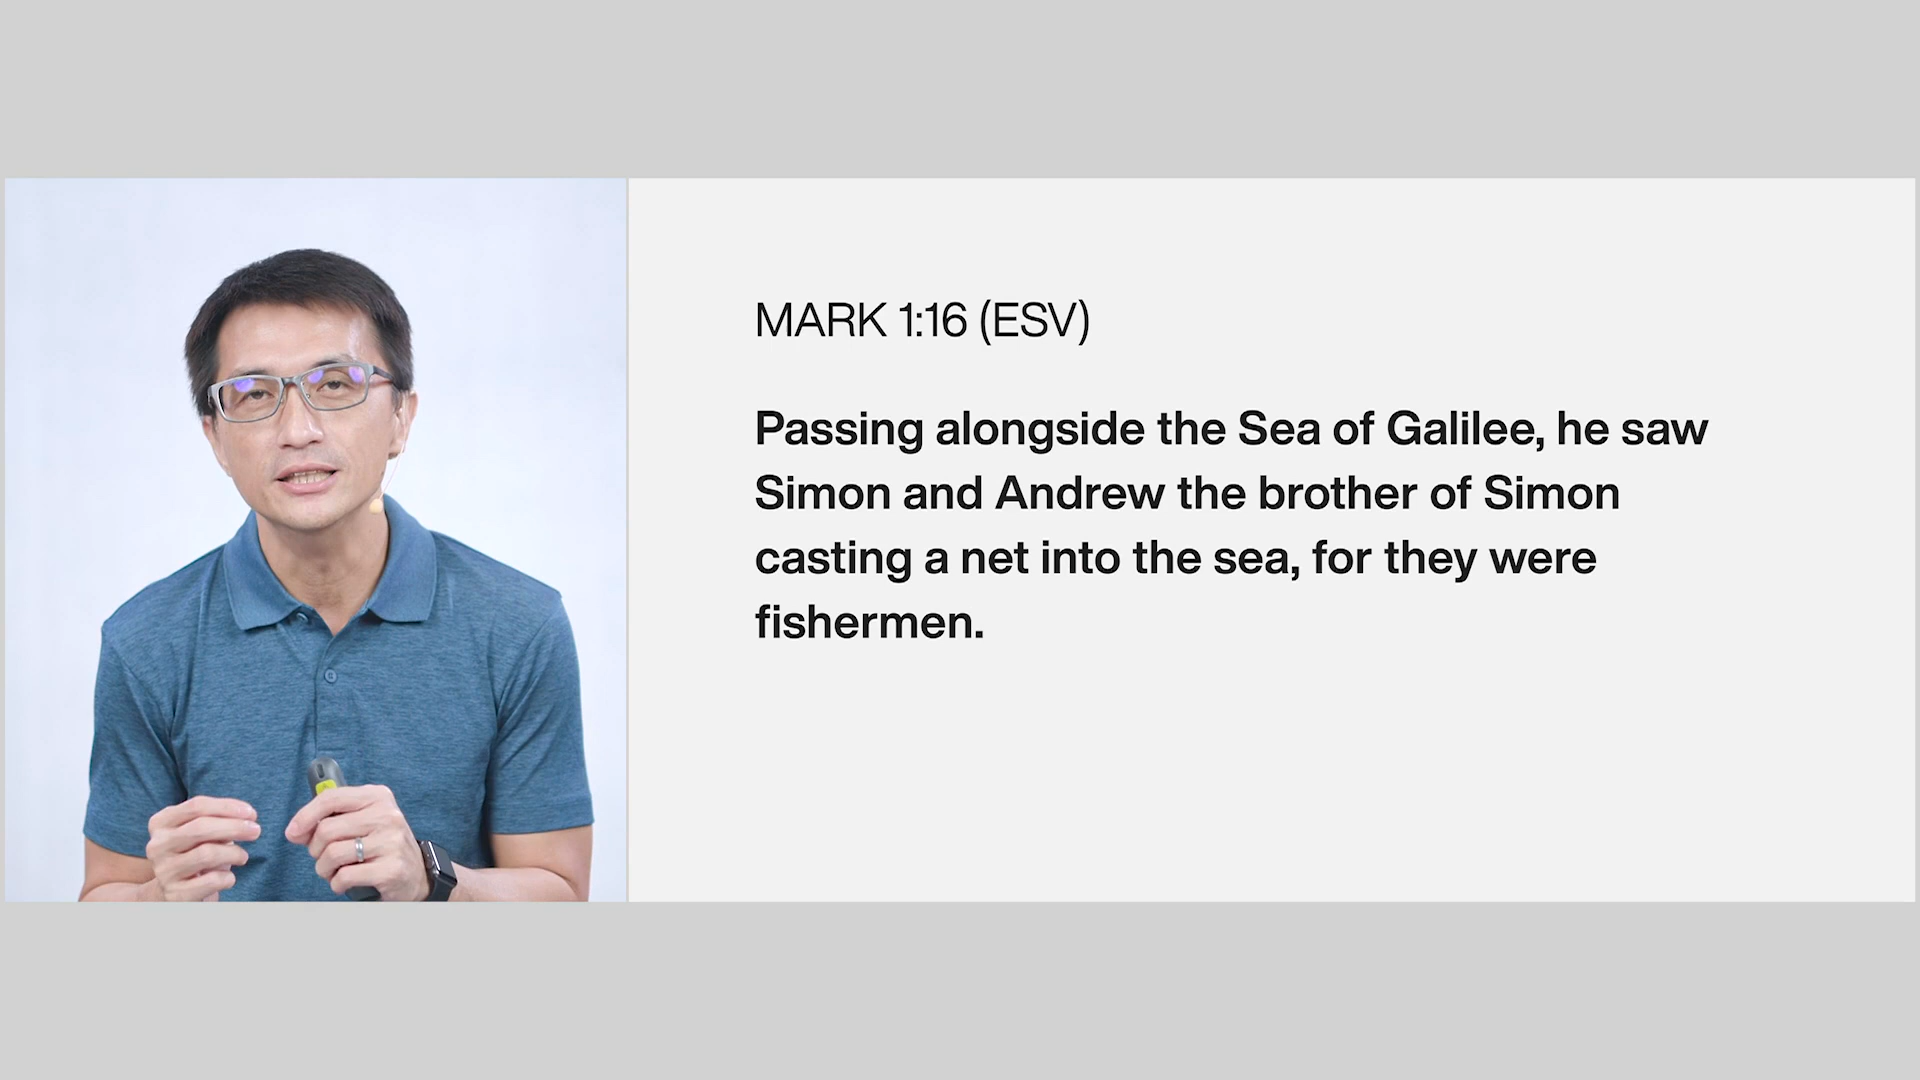 MARK 1:16 (ESV)
Passing alongside the Sea of Galilee, he saw
Simon and Andrew the brother of Simon
casting a net into the sea, for they were
fishermen.